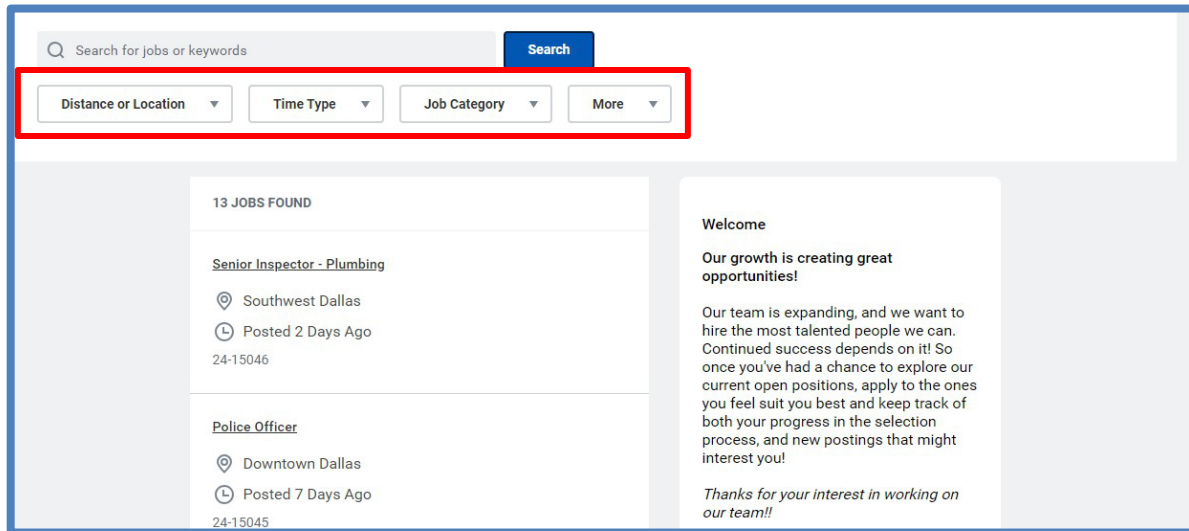 Search for jobs or keywords
Search
Distance or Location
Time Type
Job Category
More
13 JOBS FOUND
Senior Inspector - Plumbing
Southwest Dallas
Posted 2 Days Ago
24-15046
Police Officer
Downtown Dallas
Posted 7 Days Ago
24-15045
Welcome
Our growth is creating great
opportunities!
Our team is expanding, and we want to
hire the most talented people we can.
Continued success depends on it! So
once you've had a chance to explore our
current open positions, apply to the ones
you feel suit you best and keep track of
both your progress in the selection
process, and new postings that might
interest you!
Thanks for your interest in working on
our team!!